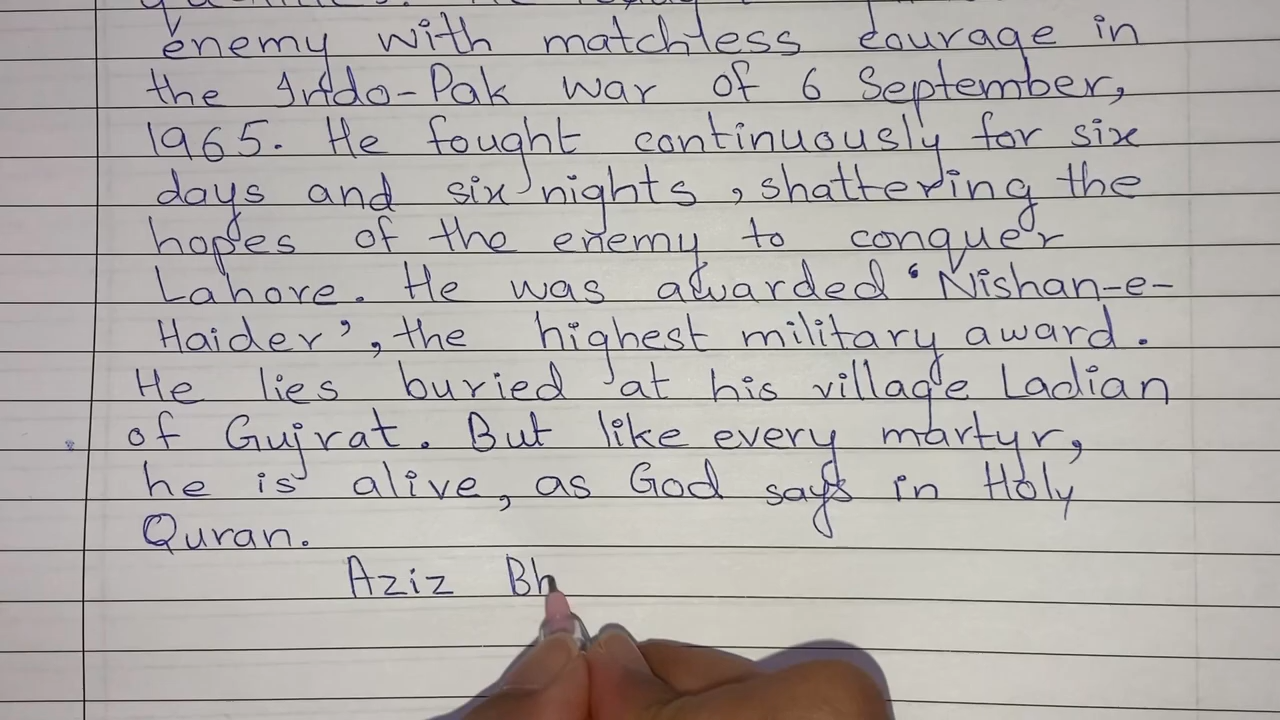 enemy with matchless courage in
the Indo-Pak war of 6 September,
1965. He fought continuously for six
days and six nights, shattering the
hopes of the enemy to conquer
Lahore. He was awarded 'Nishan-e-
Haider', the highest military award.
He lies buried at his village Ladian
of Gujrat. But like every martyr,
he is alive, as God says in Holy
Quran.
Aziz Bh